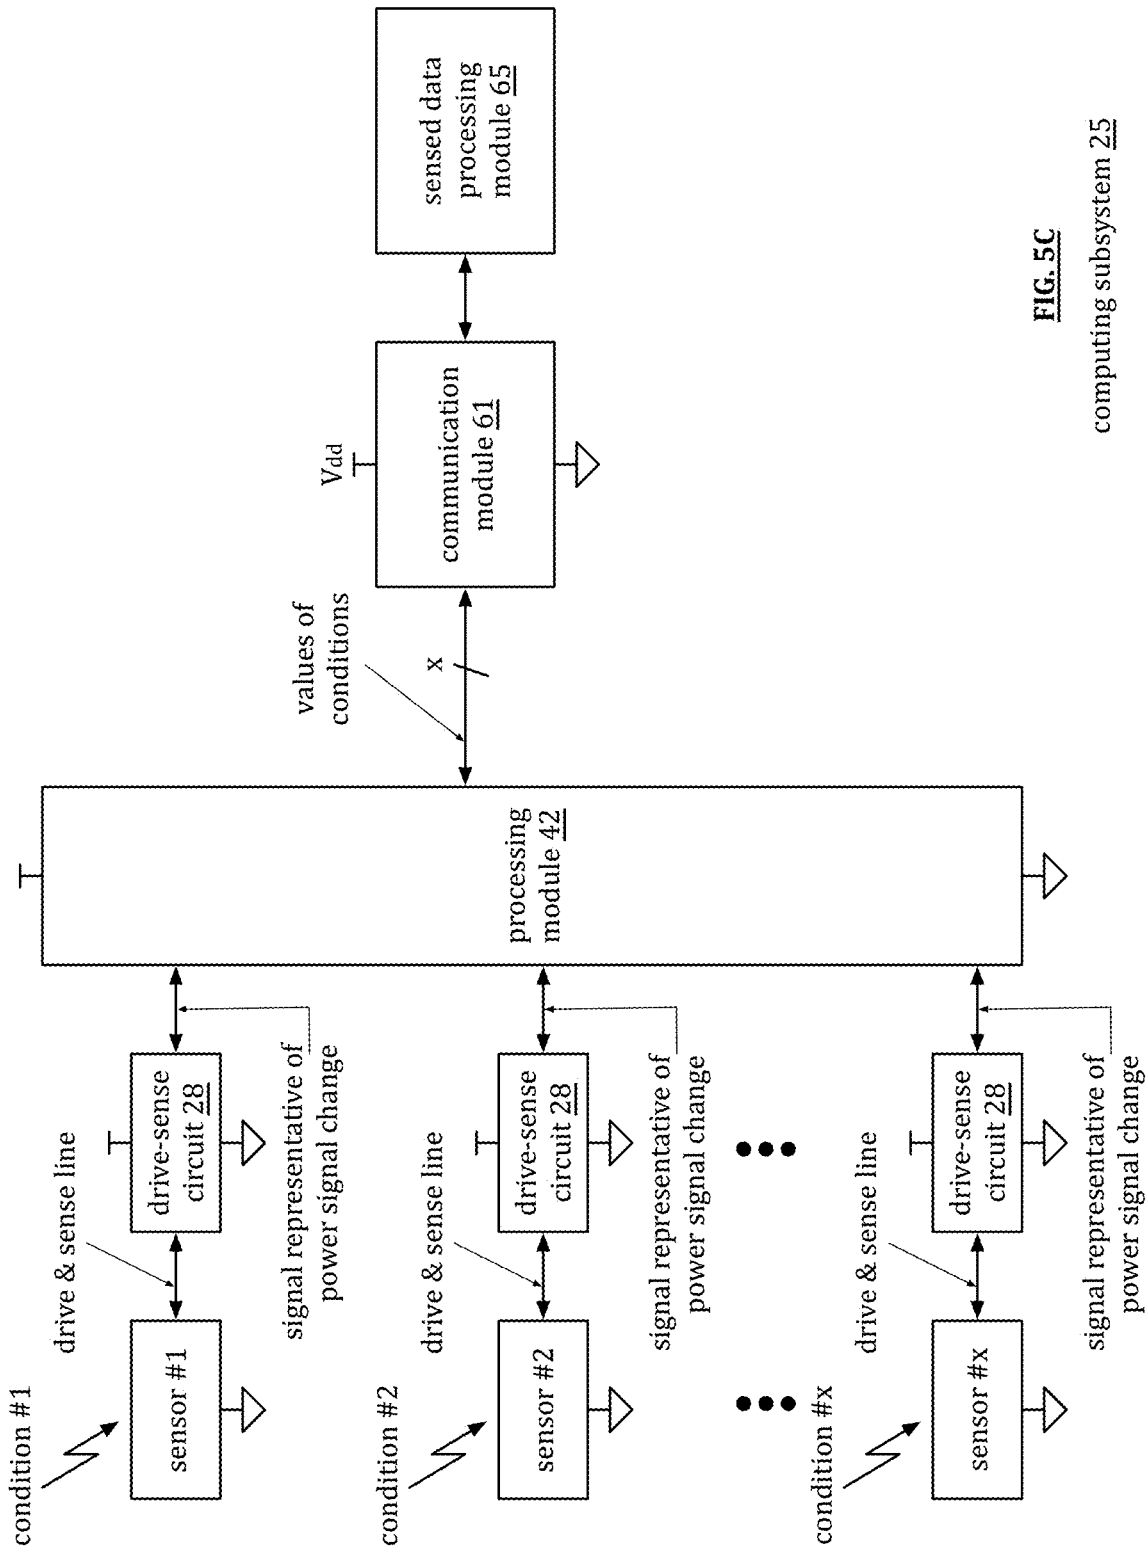 condition #1
sensor #1
drive & sense line
drive-sense
circuit 28
signal representative of
power signal change
condition #2
sensor #2
drive & sense line
drive-sense
circuit 28
signal representative of
power signal change
condition #x
sensor #x
drive & sense line
drive-sense
circuit 28
signal representative of
power signal change
processing
module 42
values of
conditions
x
Vdd
communication
module 61
sensed data
processing
module 65
FIG. 5C
computing subsystem 25